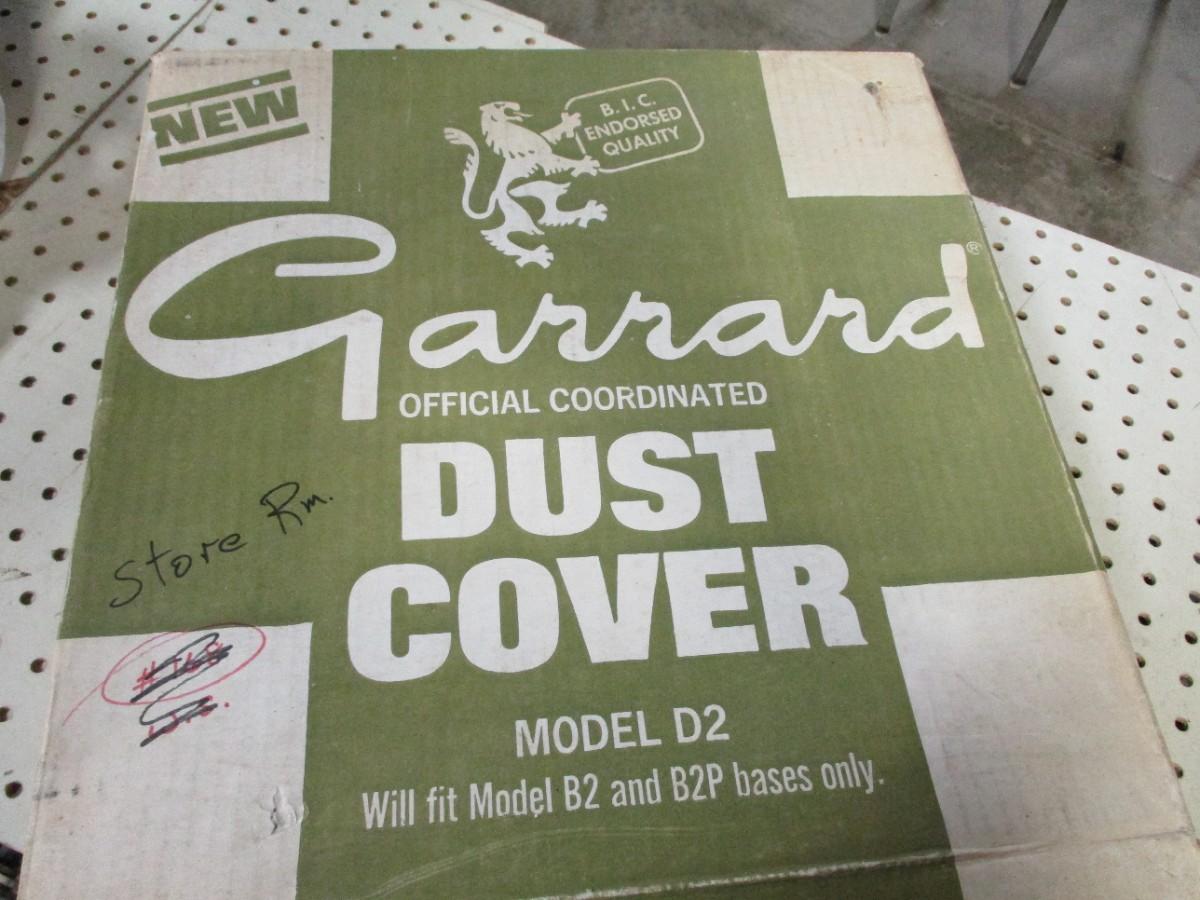 NEW
B.I.C.
ENDORSED
QUALITY
Garrard®
OFFICIAL COORDINATED
DUST
COVER
Store Rm.
MODEL D2
Will fit Model B2 and B2P bases only.